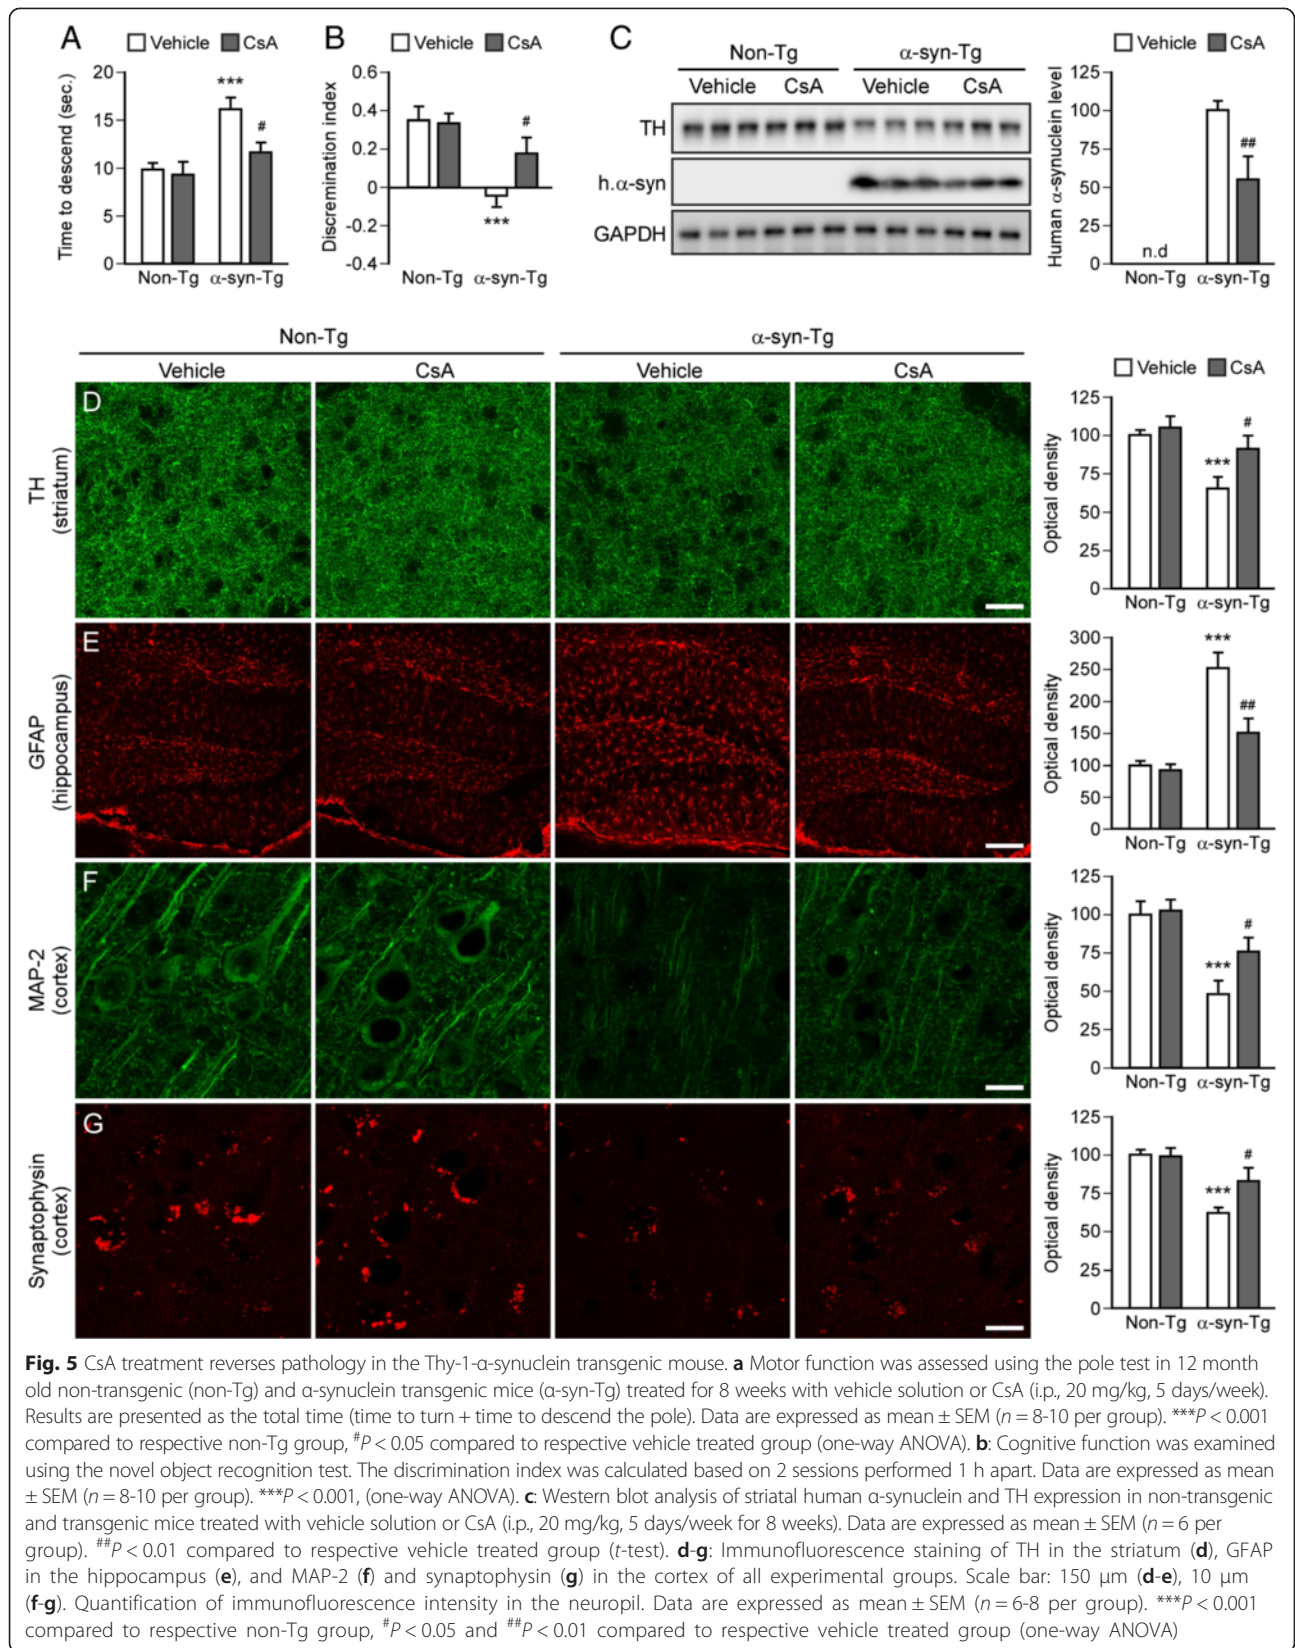 A
Vehicle CsA
Time to descend (sec.)
20
15
10
5
0
***
#
Non-Tg α-syn-Tg
B
Vehicle CsA
Discremination index
0.6
0.4
0.2
0
-0.2
-0.4
#
***
Non-Tg α-syn-Tg
C
Non-Tg α-syn-Tg
Vehicle CsA Vehicle CsA
TH
h.α-syn
GAPDH
Vehicle CsA
Human α-synuclein level
125
100
75
50
25
0
##
n.d
Non-Tg α-syn-Tg
Non-Tg α-syn-Tg
Vehicle CsA Vehicle CsA
D
TH
(striatum)
Vehicle CsA
Optical density
125
100
75
50
25
0
#
***
Non-Tg α-syn-Tg
E
GFAP
(hippocampus)
Optical density
300
250
200
150
100
50
0
***
##
Non-Tg α-syn-Tg
F
MAP-2
(cortex)
Optical density
125
100
75
50
25
0
#
***
Non-Tg α-syn-Tg
G
Synaptophysin
(cortex)
Optical density
125
100
75
50
25
0
#
***
Non-Tg α-syn-Tg
Fig. 5 CsA treatment reverses pathology in the Thy-1-α-synuclein transgenic mouse. a Motor function was assessed using the pole test in 12 month
old non-transgenic (non-Tg) and α-synuclein transgenic mice (α-syn-Tg) treated for 8 weeks with vehicle solution or CsA (i.p., 20 mg/kg, 5 days/week).
Results are presented as the total time (time to turn + time to descend the pole). Data are expressed as mean ± SEM (n = 8-10 per group). ***P < 0.001
compared to respective non-Tg group, #P < 0.05 compared to respective vehicle treated group (one-way ANOVA). b: Cognitive function was examined
using the novel object recognition test. The discrimination index was calculated based on 2 sessions performed 1 h apart. Data are expressed as mean
± SEM (n = 8-10 per group). ***P < 0.001, (one-way ANOVA). c: Western blot analysis of striatal human α-synuclein and TH expression in non-transgenic
and transgenic mice treated with vehicle solution or CsA (i.p., 20 mg/kg, 5 days/week for 8 weeks). Data are expressed as mean ± SEM (n = 6 per
group). ##P < 0.01 compared to respective vehicle treated group (t-test). d-g: Immunofluorescence staining of TH in the striatum (d), GFAP
in the hippocampus (e), and MAP-2 (f) and synaptophysin (g) in the cortex of all experimental groups. Scale bar: 150 μm (d-e), 10 μm
(f-g). Quantification of immunofluorescence intensity in the neuropil. Data are expressed as mean ± SEM (n = 6-8 per group). ***P < 0.001
compared to respective non-Tg group, #P < 0.05 and ##P < 0.01 compared to respective vehicle treated group (one-way ANOVA)